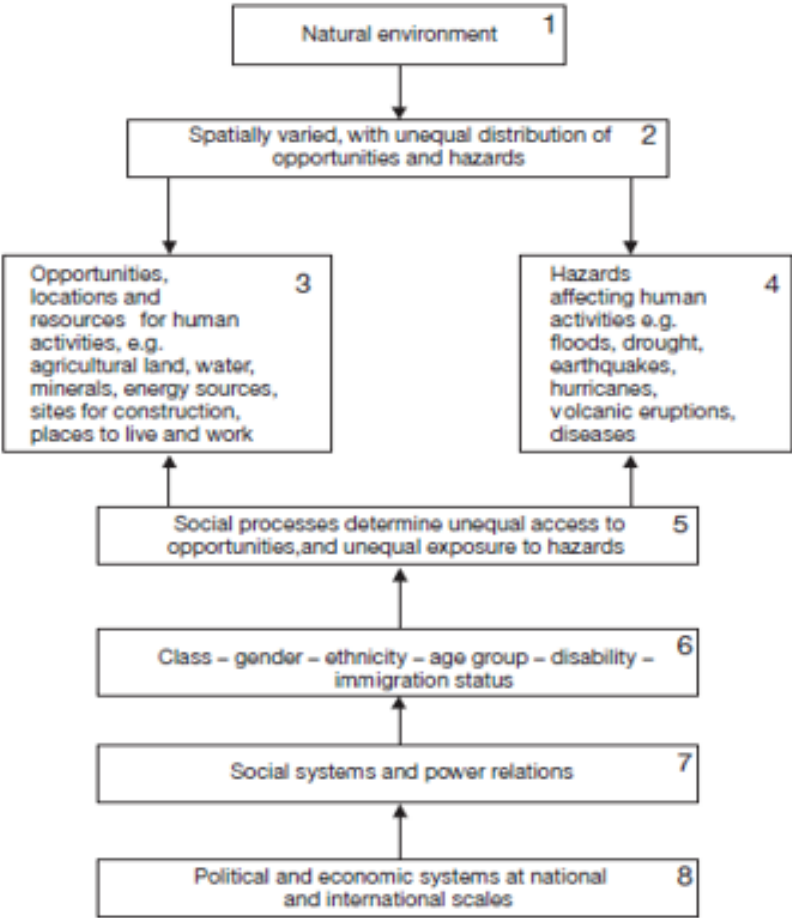 Natural environment 1
Spatially varied, with unequal distribution of 2
opportunities and hazards
Opportunities, 3
locations and
resources for human
activities, e.g.
agricultural land, water,
minerals, energy sources,
sites for construction,
places to live and work
Hazards 4
affecting human
activities e.g.
floods, drought,
earthquakes,
hurricanes,
volcanic eruptions,
diseases
Social processes determine unequal access to 5
opportunities,and unequal exposure to hazards
Class – gender – ethnicity – age group – disability – 6
immigration status
Social systems and power relations 7
Political and economic systems at national 8
and international scales